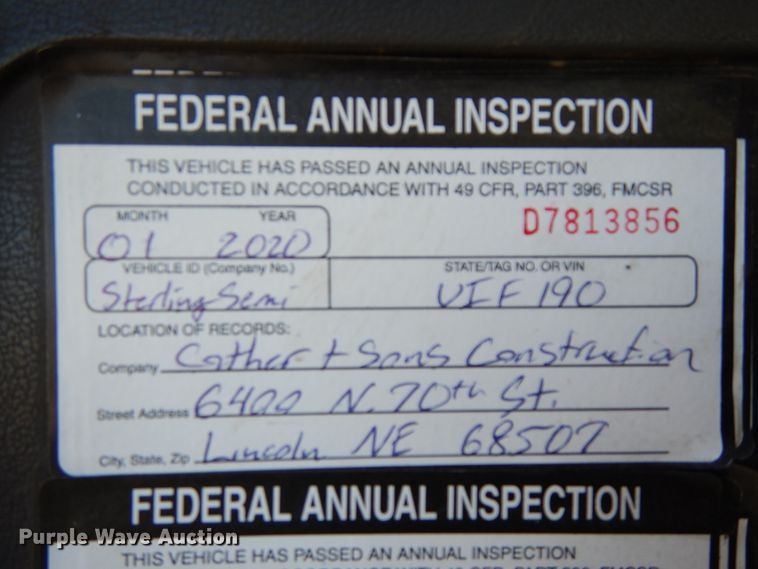 FEDERAL ANNUAL INSPECTION
THIS VEHICLE HAS PASSED AN ANNUAL INSPECTION
CONDUCTED IN ACCORDANCE WITH 49 CFR, PART 396, FMCSR
MONTH YEAR D7813856
01 2020
VEHICLE ID (Company No.) STATE/TAG NO. OR VIN
Sterling Semi VIF 190
LOCATION OF RECORDS:
Company Cather + Sons Construction
Street Address 6400 N. 70th St.
City, State, Zip Lincoln NE 68507
FEDERAL ANNUAL INSPECTION
Purple Wave Auction
THIS VEHICLE HAS PASSED AN ANNUAL INSPECTION